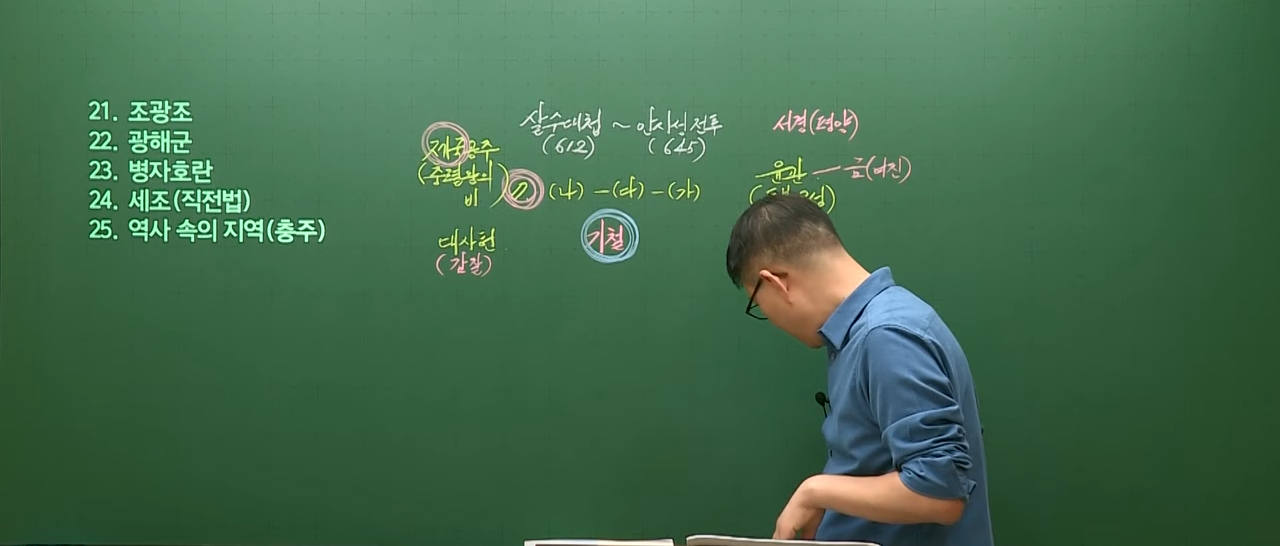 21. 조광조
22. 광해군
23. 병자호란
24. 세조(직전법)
25. 역사 속의 지역(충주)
제국공주
(충렬왕의
비)
대사헌
(감찰)
살수대첩 ~ 안시성 전투
(612) (645)
(나) - (다) - (가)
기철
서경(평양)
윤관 - 금(여진)